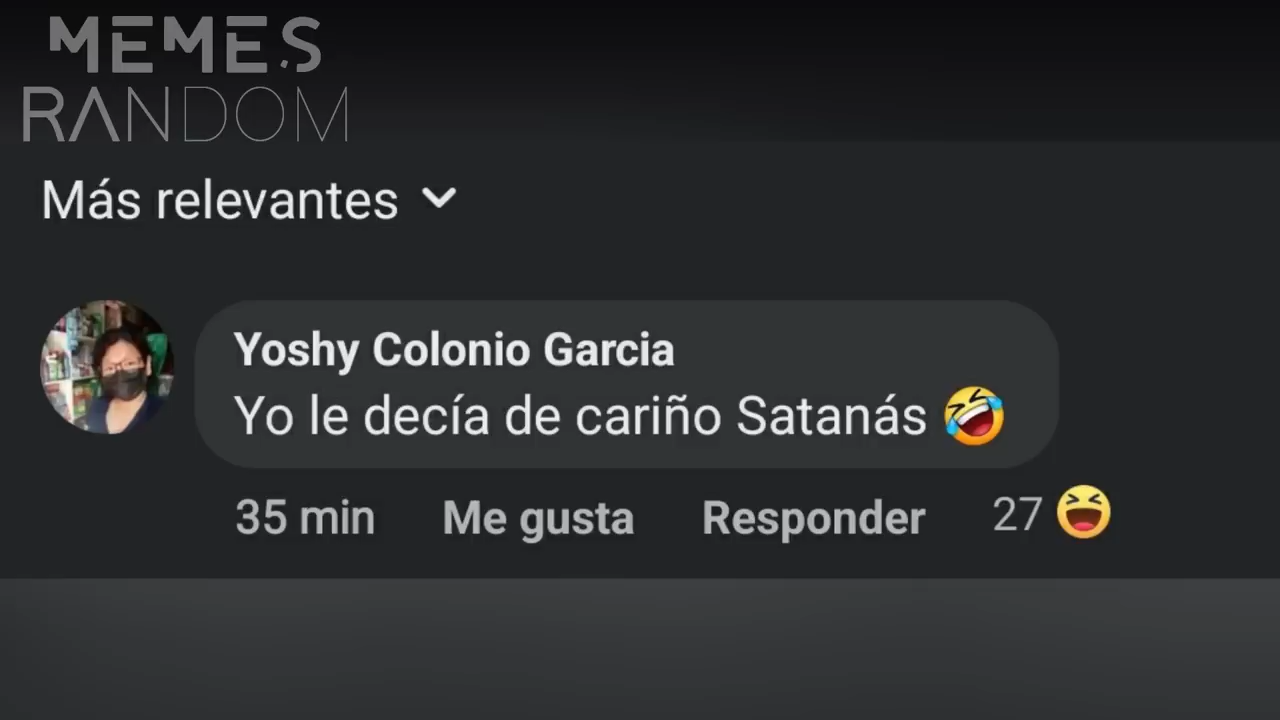 MEMES
RANDOM
Más relevantes
Yoshy Colonio Garcia
Yo le decía de cariño Satanás 🤣
35 min Me gusta Responder 27 😆